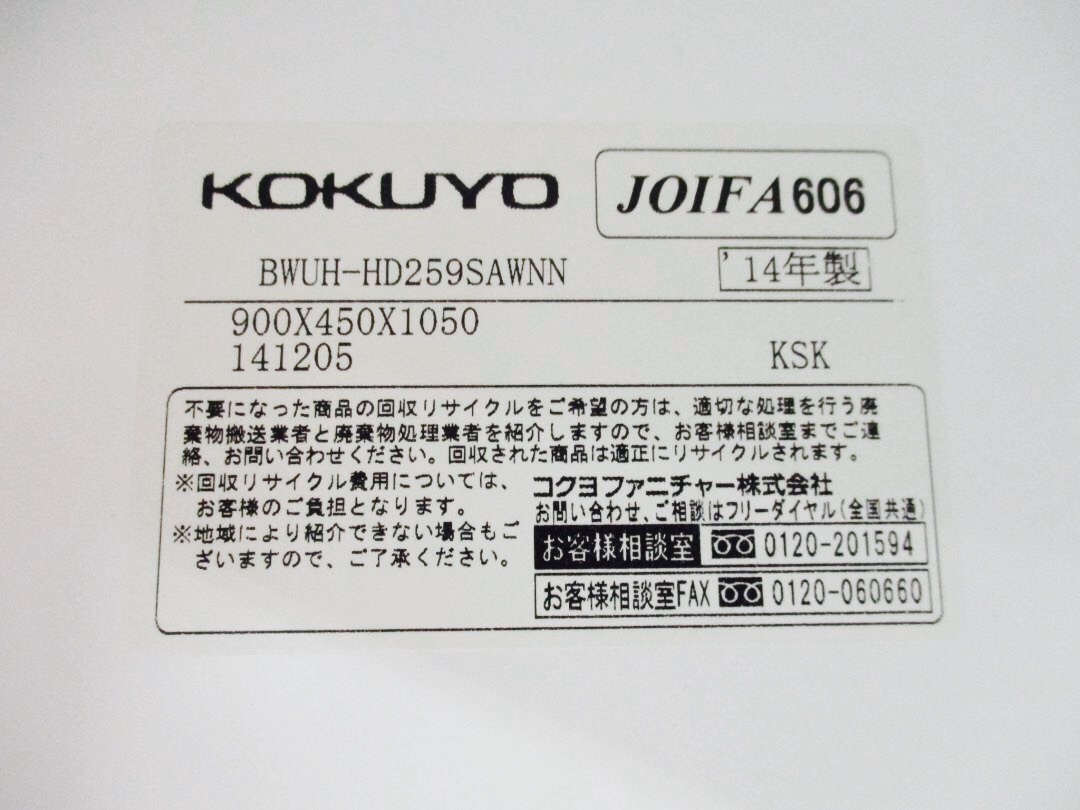 KOKUYO
JOIFA606
BWUH-HD259SAWNN
'14年製
900X450X1050
141205
KSK
不要になった商品の回収リサイクルをご希望の方は、適切な処理を行う廃
棄物搬送業者と廃棄物処理業者を紹介しますので、お客様相談室までご連
絡、お問い合わせください。回収された商品は適正にリサイクルされます。
※回収リサイクル費用については、
お客様のご負担となります。
※地域により紹介できない場合もご
ざいますので、ご了承ください。
コクヨファニチャー株式会社
お問い合わせ、ご相談はフリーダイヤル(全国共通)
お客様相談室 0120-201594
お客様相談室FAX 0120-060660